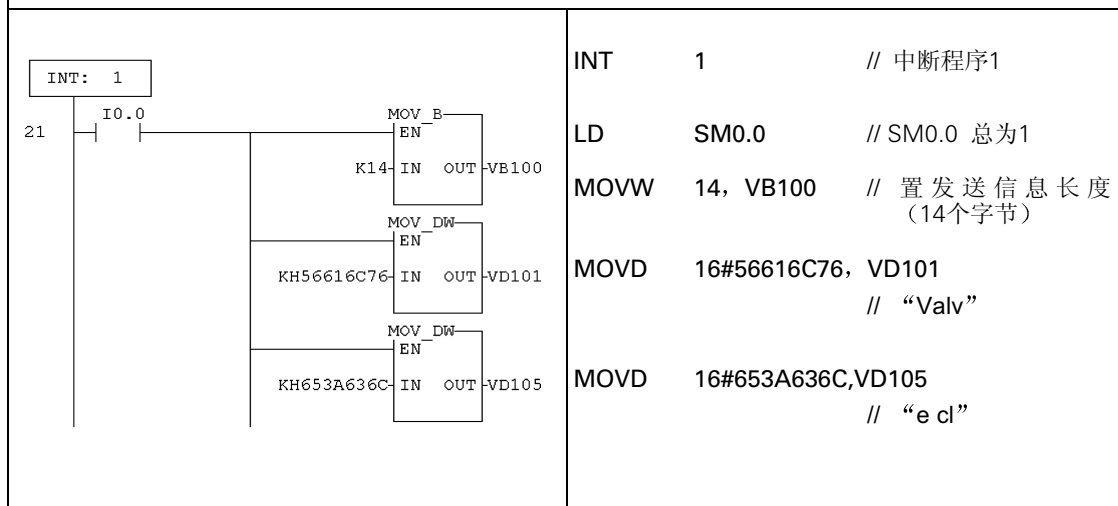 INT: 1
21
I0.0
MOV_B
EN
K14 IN OUT VB100
MOV_DW
EN
KH56616C76 IN OUT VD101
MOV_DW
EN
KH653A636C IN OUT VD105
INT 1 // 中断程序1
LD SM0.0 // SM0.0 总为1
MOVW 14，VB100 // 置发送信息长度
（14个字节）
MOVD 16#56616C76，VD101
// “Valv”
MOVD 16#653A636C,VD105
// “e cl”